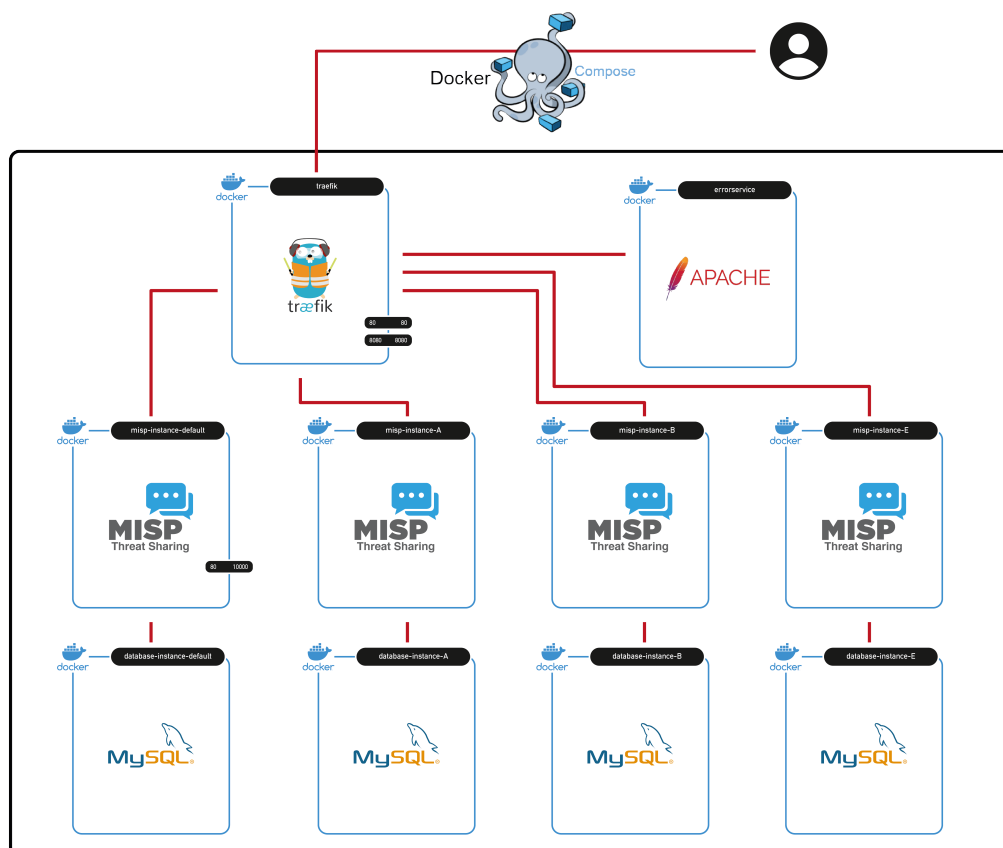 Docker
Compose
docker
traefik
træfik
80 80
8080 8080
docker
errorservice
APACHE
docker
misp-instance-default
MISP
Threat Sharing
80 10000
docker
misp-instance-A
MISP
Threat Sharing
docker
misp-instance-B
MISP
Threat Sharing
docker
misp-instance-E
MISP
Threat Sharing
docker
database-instance-default
MySQL®
docker
database-instance-A
MySQL®
docker
database-instance-B
MySQL®
docker
database-instance-E
MySQL®